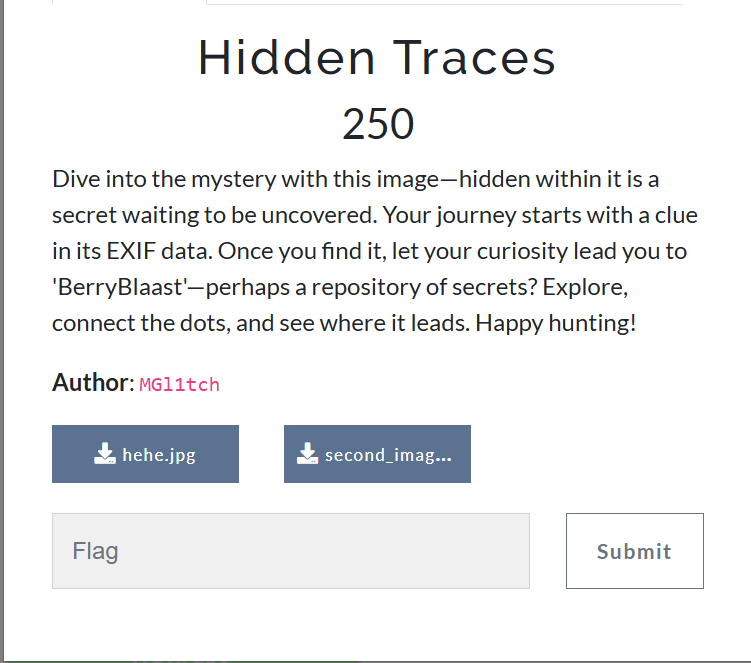 Hidden Traces
250
Dive into the mystery with this image—hidden within it is a
secret waiting to be uncovered. Your journey starts with a clue
in its EXIF data. Once you find it, let your curiosity lead you to
'BerryBlaast'—perhaps a repository of secrets? Explore,
connect the dots, and see where it leads. Happy hunting!
Author: MGl1tch
hehe.jpg
second_imag...
Flag
Submit